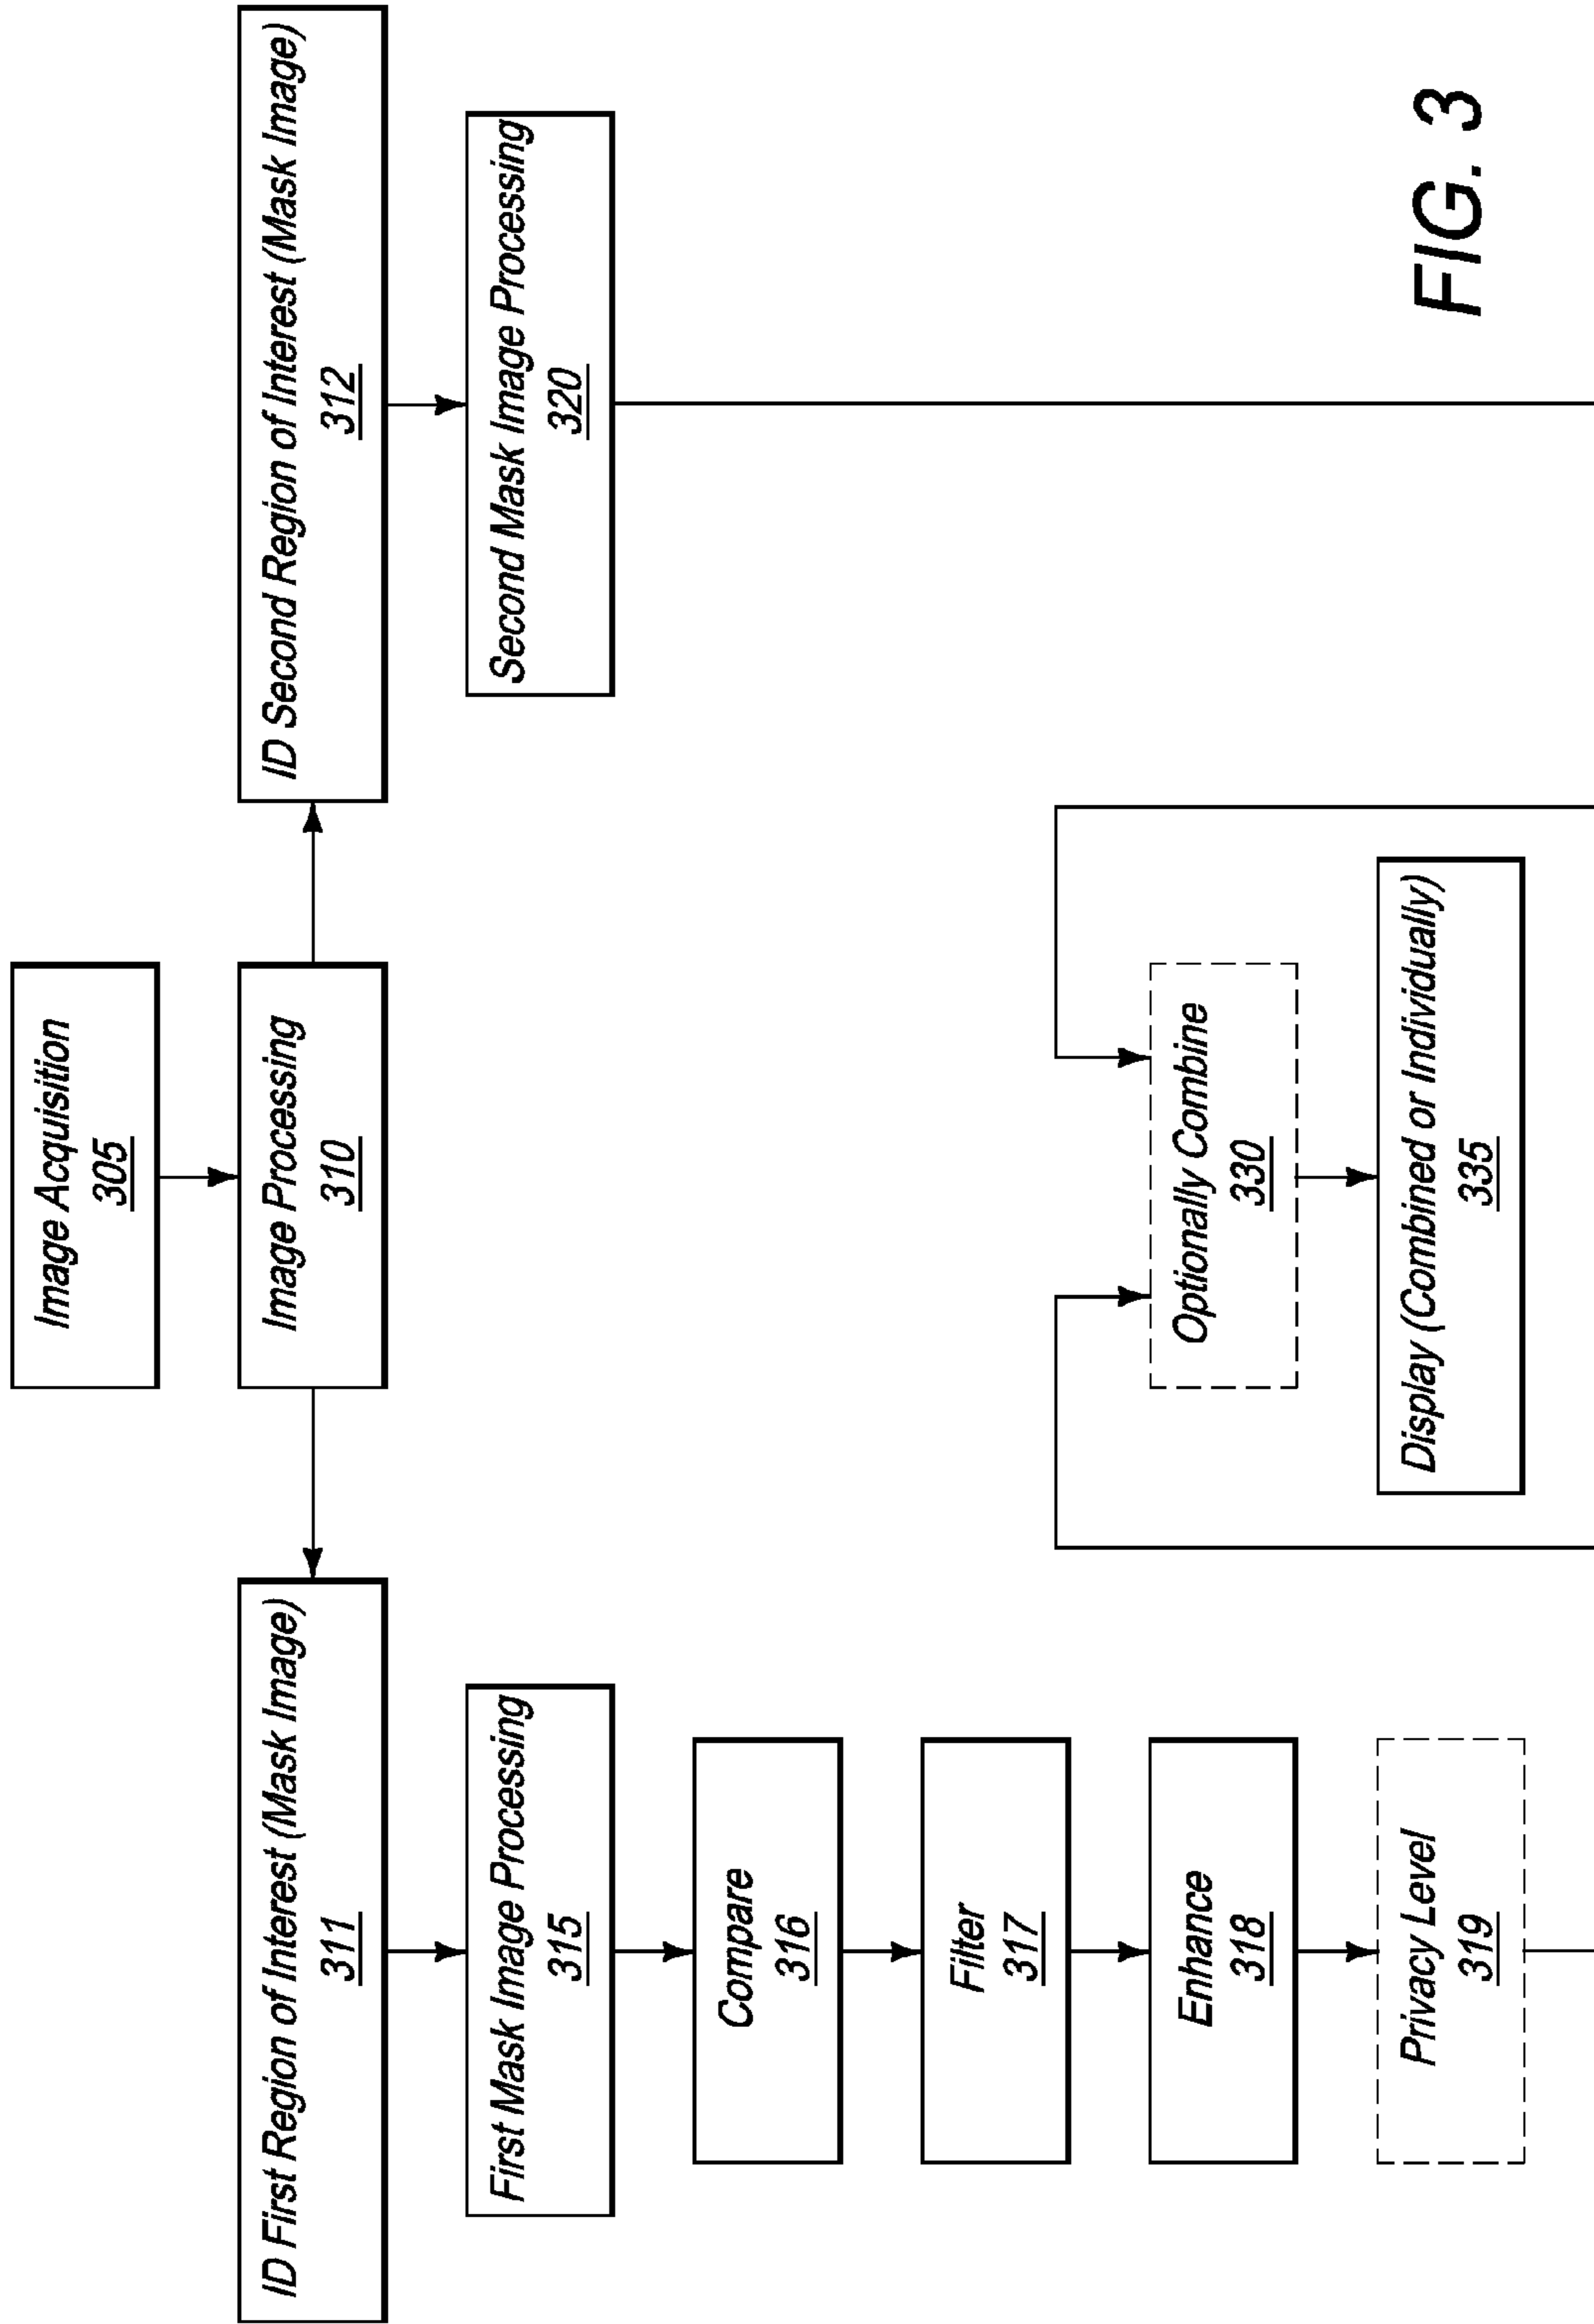 Image Acquisition
305
Image Processing
310
ID First Region of Interest (Mask Image)
311
ID Second Region of Interest (Mask Image)
312
First Mask Image Processing
315
Second Mask Image Processing
320
Compare
316
Filter
317
Enhance
318
Privacy Level
319
Optionally Combine
330
Display (Combined or Individually)
335
FIG. 3